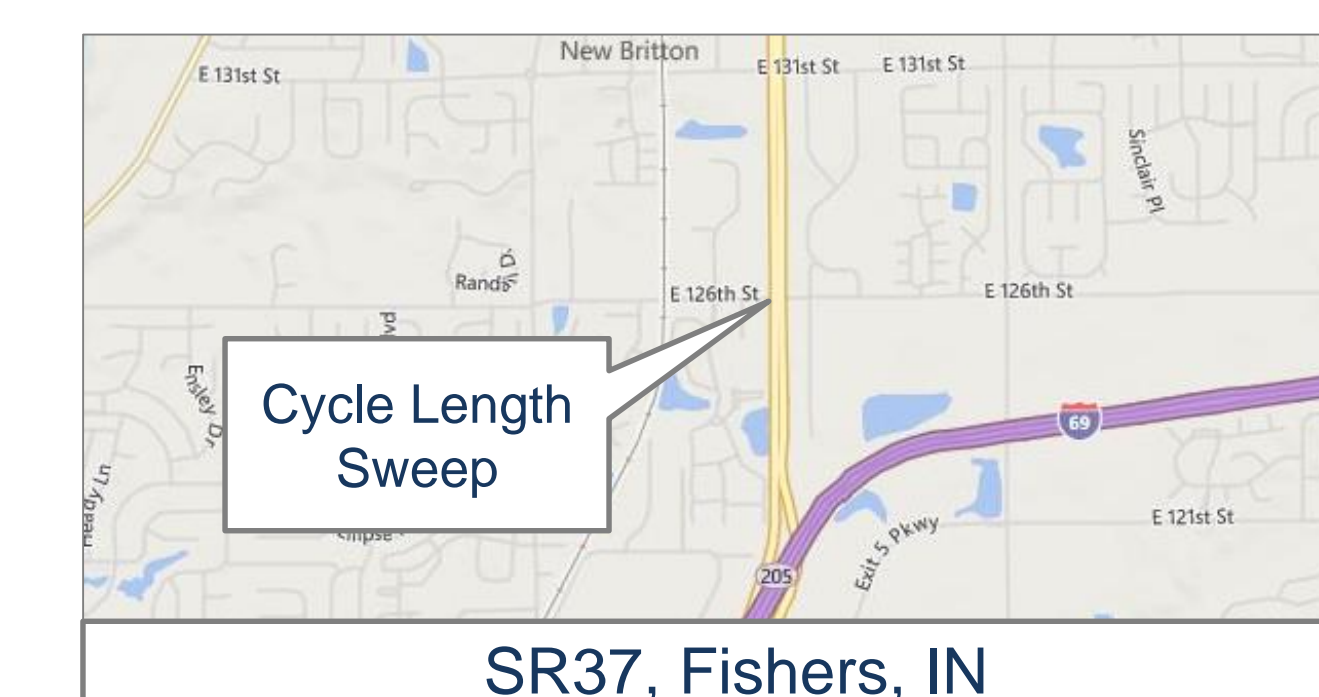 New Britton
E 131st St
E 131st St
E 131st St
Sinclair Pl
E 126th St
E 126th St
Ensley Dr
Cycle Length
Sweep
69
E 121st St
Exit 5 Pkwy
205
SR37, Fishers, IN